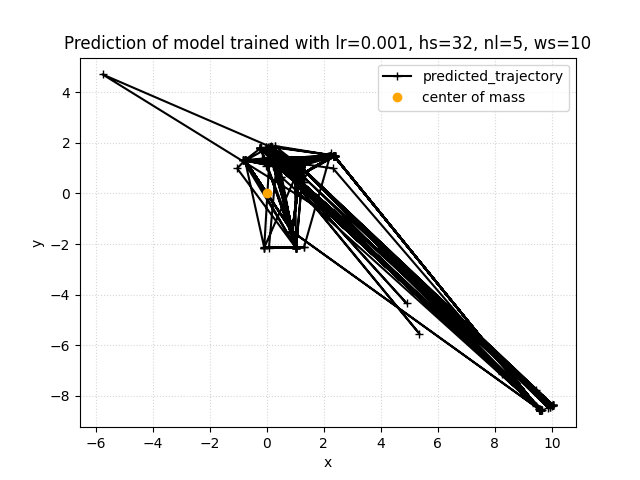 Prediction of model trained with lr=0.001, hs=32, nl=5, ws=10
predicted_trajectory
center of mass
4
2
0
−2
−4
−6
−8
y
−6 −4 −2 0 2 4 6 8 10
x